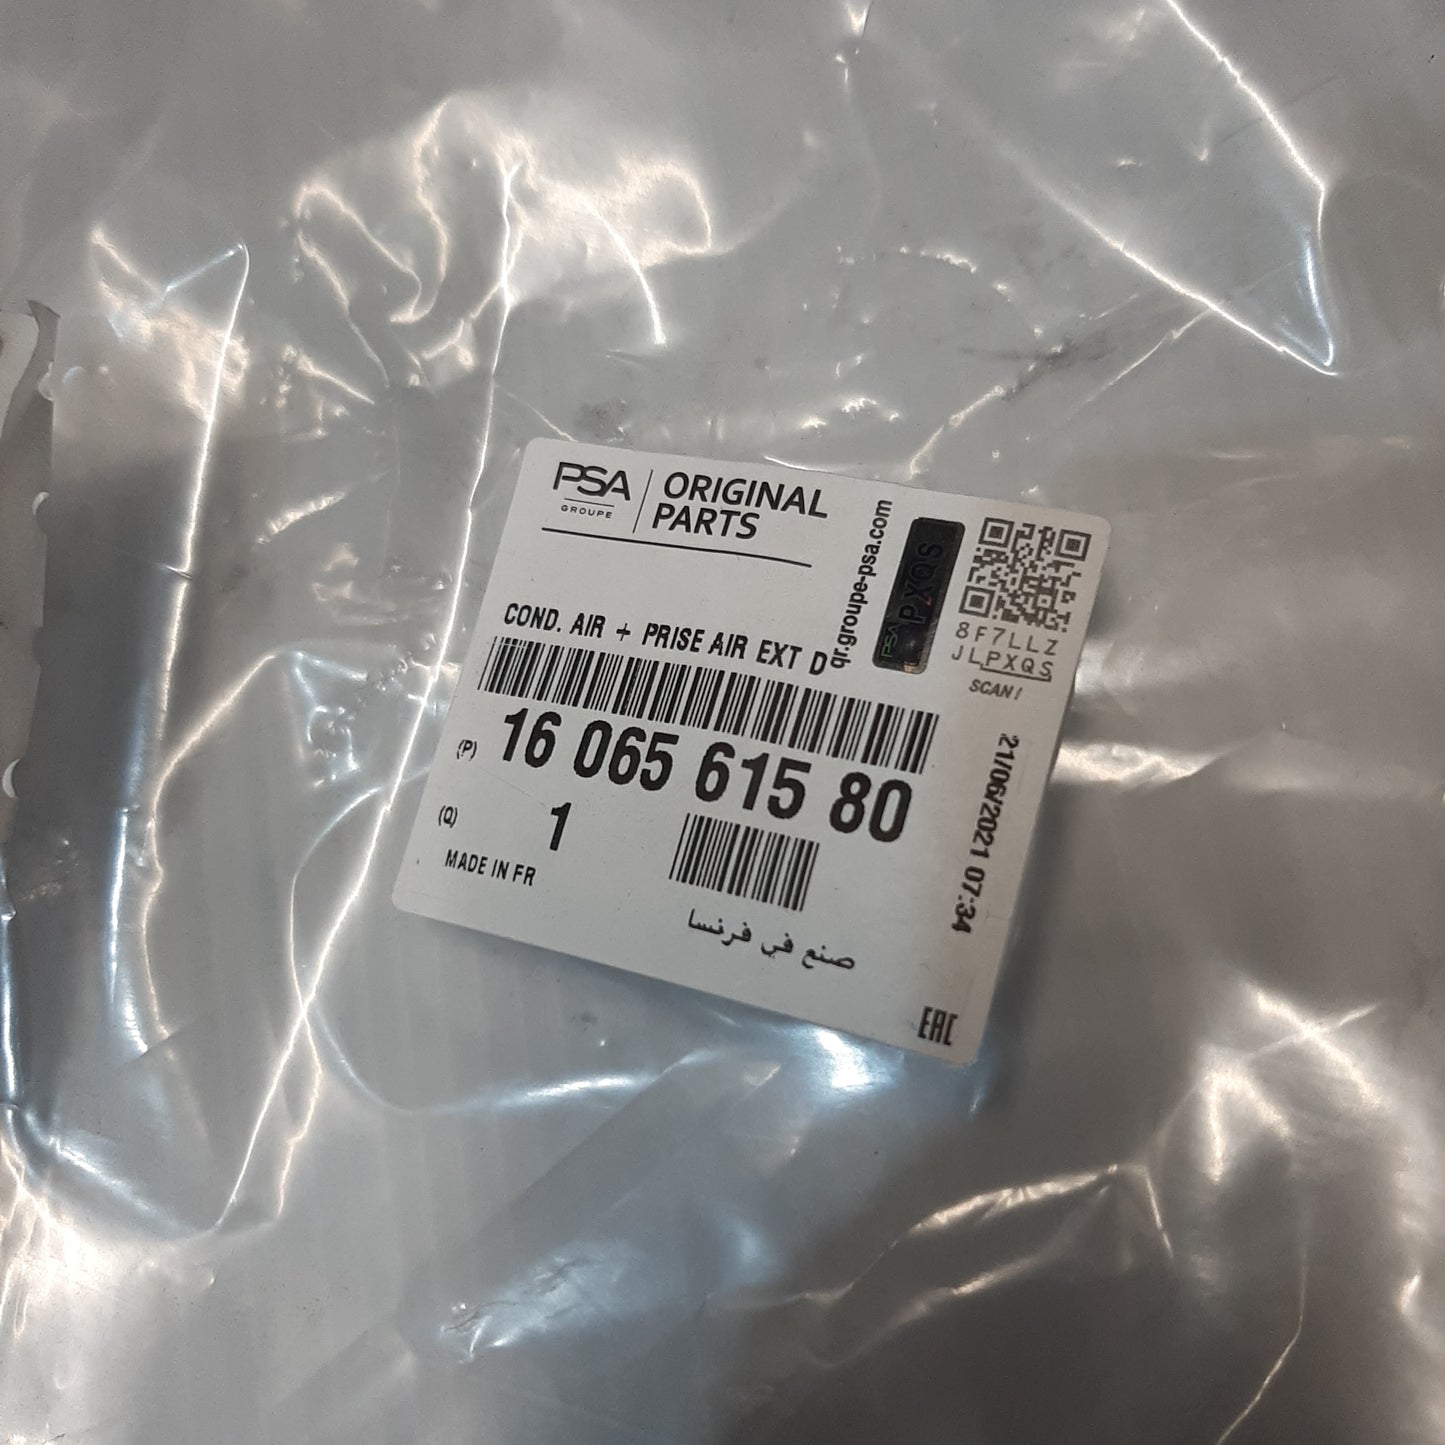 PSA
GROUPE
ORIGINAL
PARTS
qr.groupe-psa.com
PSA PXQS
8F7LLZ
JLPXQS
SCAN !
COND. AIR + PRISE AIR EXT D
(P) 16 065 615 80
(Q) 1
MADE IN FR
صنع في فرنسا
21/06/2021 07:34
EAC